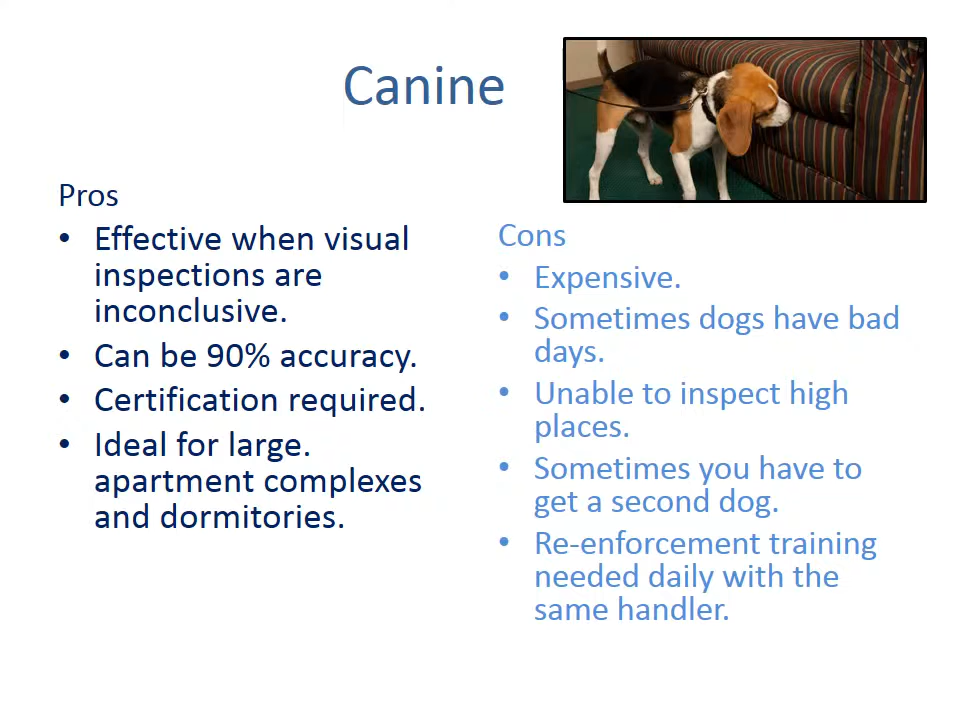 Canine
Pros
• Effective when visual
inspections are
inconclusive.
• Can be 90% accuracy.
• Certification required.
• Ideal for large.
apartment complexes
and dormitories.
Cons
• Expensive.
• Sometimes dogs have bad
days.
• Unable to inspect high
places.
• Sometimes you have to
get a second dog.
• Re-enforcement training
needed daily with the
same handler.